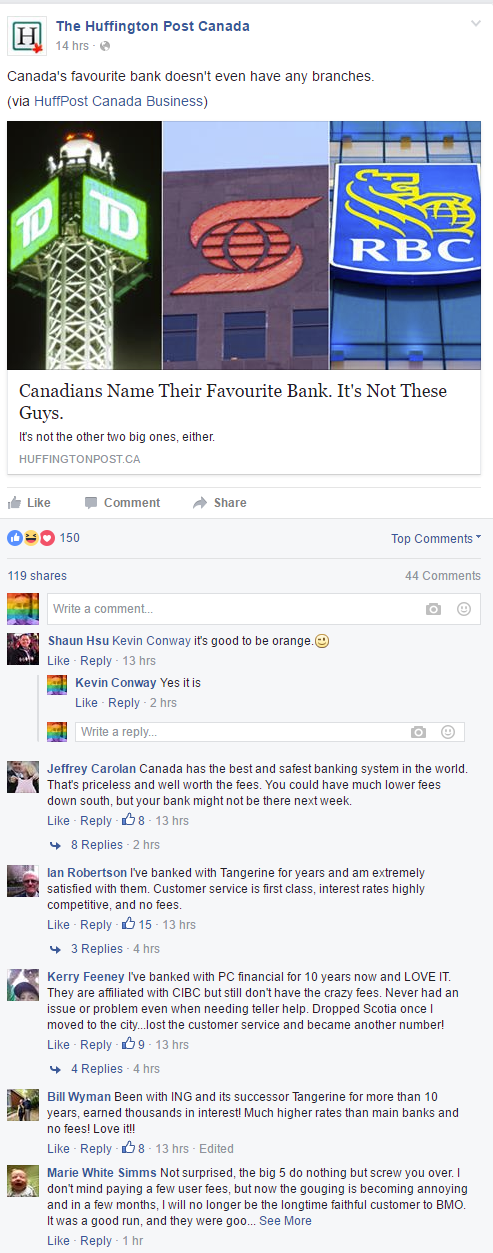 The Huffington Post Canada
14 hrs ·
Canada's favourite bank doesn't even have any branches.
(via HuffPost Canada Business)
TD
TD
RBC
Canadians Name Their Favourite Bank. It's Not These
Guys.
It's not the other two big ones, either.
HUFFINGTONPOST.CA
Like Comment Share
150 Top Comments
119 shares 44 Comments
Write a comment...
Shaun Hsu Kevin Conway it's good to be orange.
Like · Reply · 13 hrs
Kevin Conway Yes it is
Like · Reply · 2 hrs
Write a reply...
Jeffrey Carolan Canada has the best and safest banking system in the world.
That's priceless and well worth the fees. You could have much lower fees
down south, but your bank might not be there next week.
Like · Reply · 8 · 13 hrs
8 Replies · 2 hrs
Ian Robertson I've banked with Tangerine for years and am extremely
satisfied with them. Customer service is first class, interest rates highly
competitive, and no fees.
Like · Reply · 15 · 13 hrs
3 Replies · 4 hrs
Kerry Feeney I've banked with PC financial for 10 years now and LOVE IT.
They are affiliated with CIBC but still don't have the crazy fees. Never had an
issue or problem even when needing teller help. Dropped Scotia once I
moved to the city...lost the customer service and became another number!
Like · Reply · 9 · 13 hrs
4 Replies · 4 hrs
Bill Wyman Been with ING and its successor Tangerine for more than 10
years, earned thousands in interest! Much higher rates than main banks and
no fees! Love it!!
Like · Reply · 8 · 13 hrs · Edited
Marie White Simms Not surprised, the big 5 do nothing but screw you over. I
don't mind paying a few user fees, but now the gouging is becoming annoying
and in a few months, I will no longer be the longtime faithful customer to BMO.
It was a good run, and they were goo... See More
Like · Reply · 1 hr